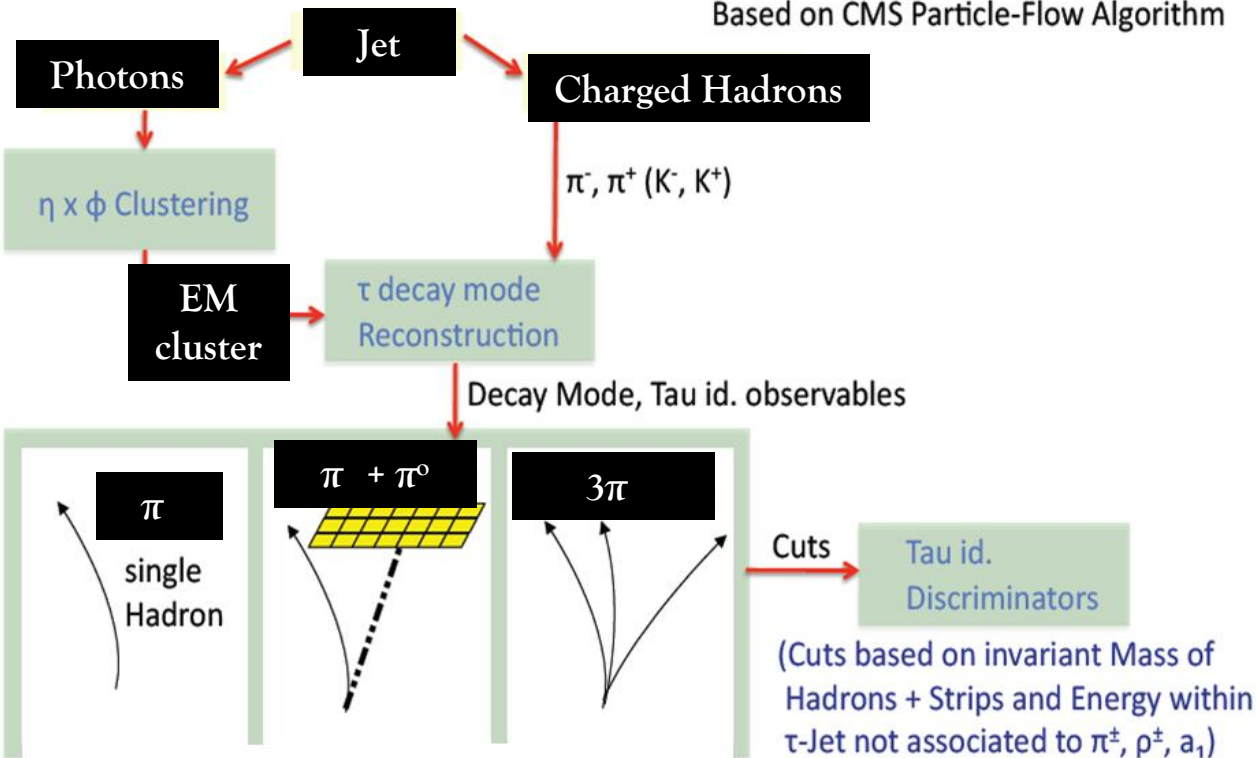 Based on CMS Particle-Flow Algorithm
Jet
Photons
Charged Hadrons
π⁻, π⁺ (K⁻, K⁺)
η x ϕ Clustering
EM
cluster
τ decay mode
Reconstruction
Decay Mode, Tau id. observables
π
single
Hadron
π + π⁰
3π
Cuts
Tau id.
Discriminators
(Cuts based on invariant Mass of
Hadrons + Strips and Energy within
τ-Jet not associated to π±, ρ±, a₁)